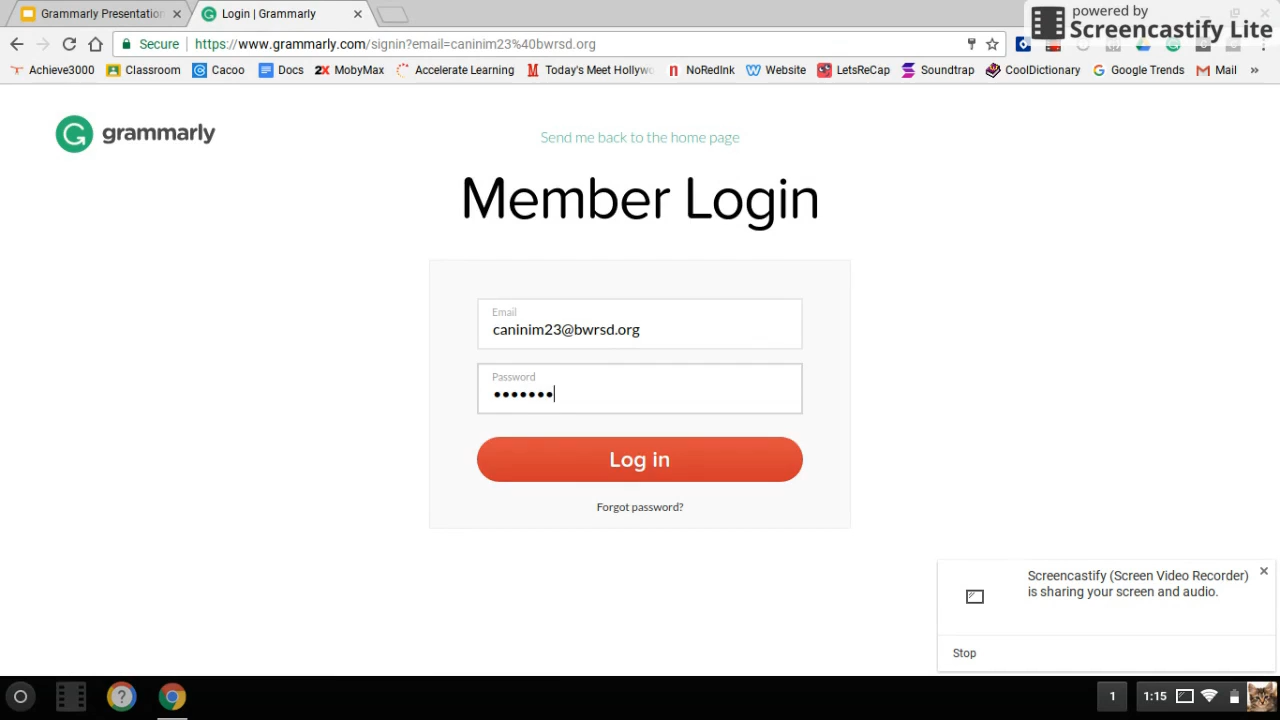 Grammarly Presentation
Login | Grammarly
powered by
Screencastify Lite
Secure
https://www.grammarly.com/signin?email=caninim23%40bwrsd.org
Achieve3000
Classroom
Cacoo
Docs
MobyMax
Accelerate Learning
Today's Meet Hollywo
NoRedInk
Website
LetsReCap
Soundtrap
CoolDictionary
Google Trends
Mail
»
grammarly
Send me back to the home page
Member Login
Email
caninim23@bwrsd.org
Password
•••••••
Log in
Forgot password?
Screencastify (Screen Video Recorder)
is sharing your screen and audio.
Stop
1
1:15